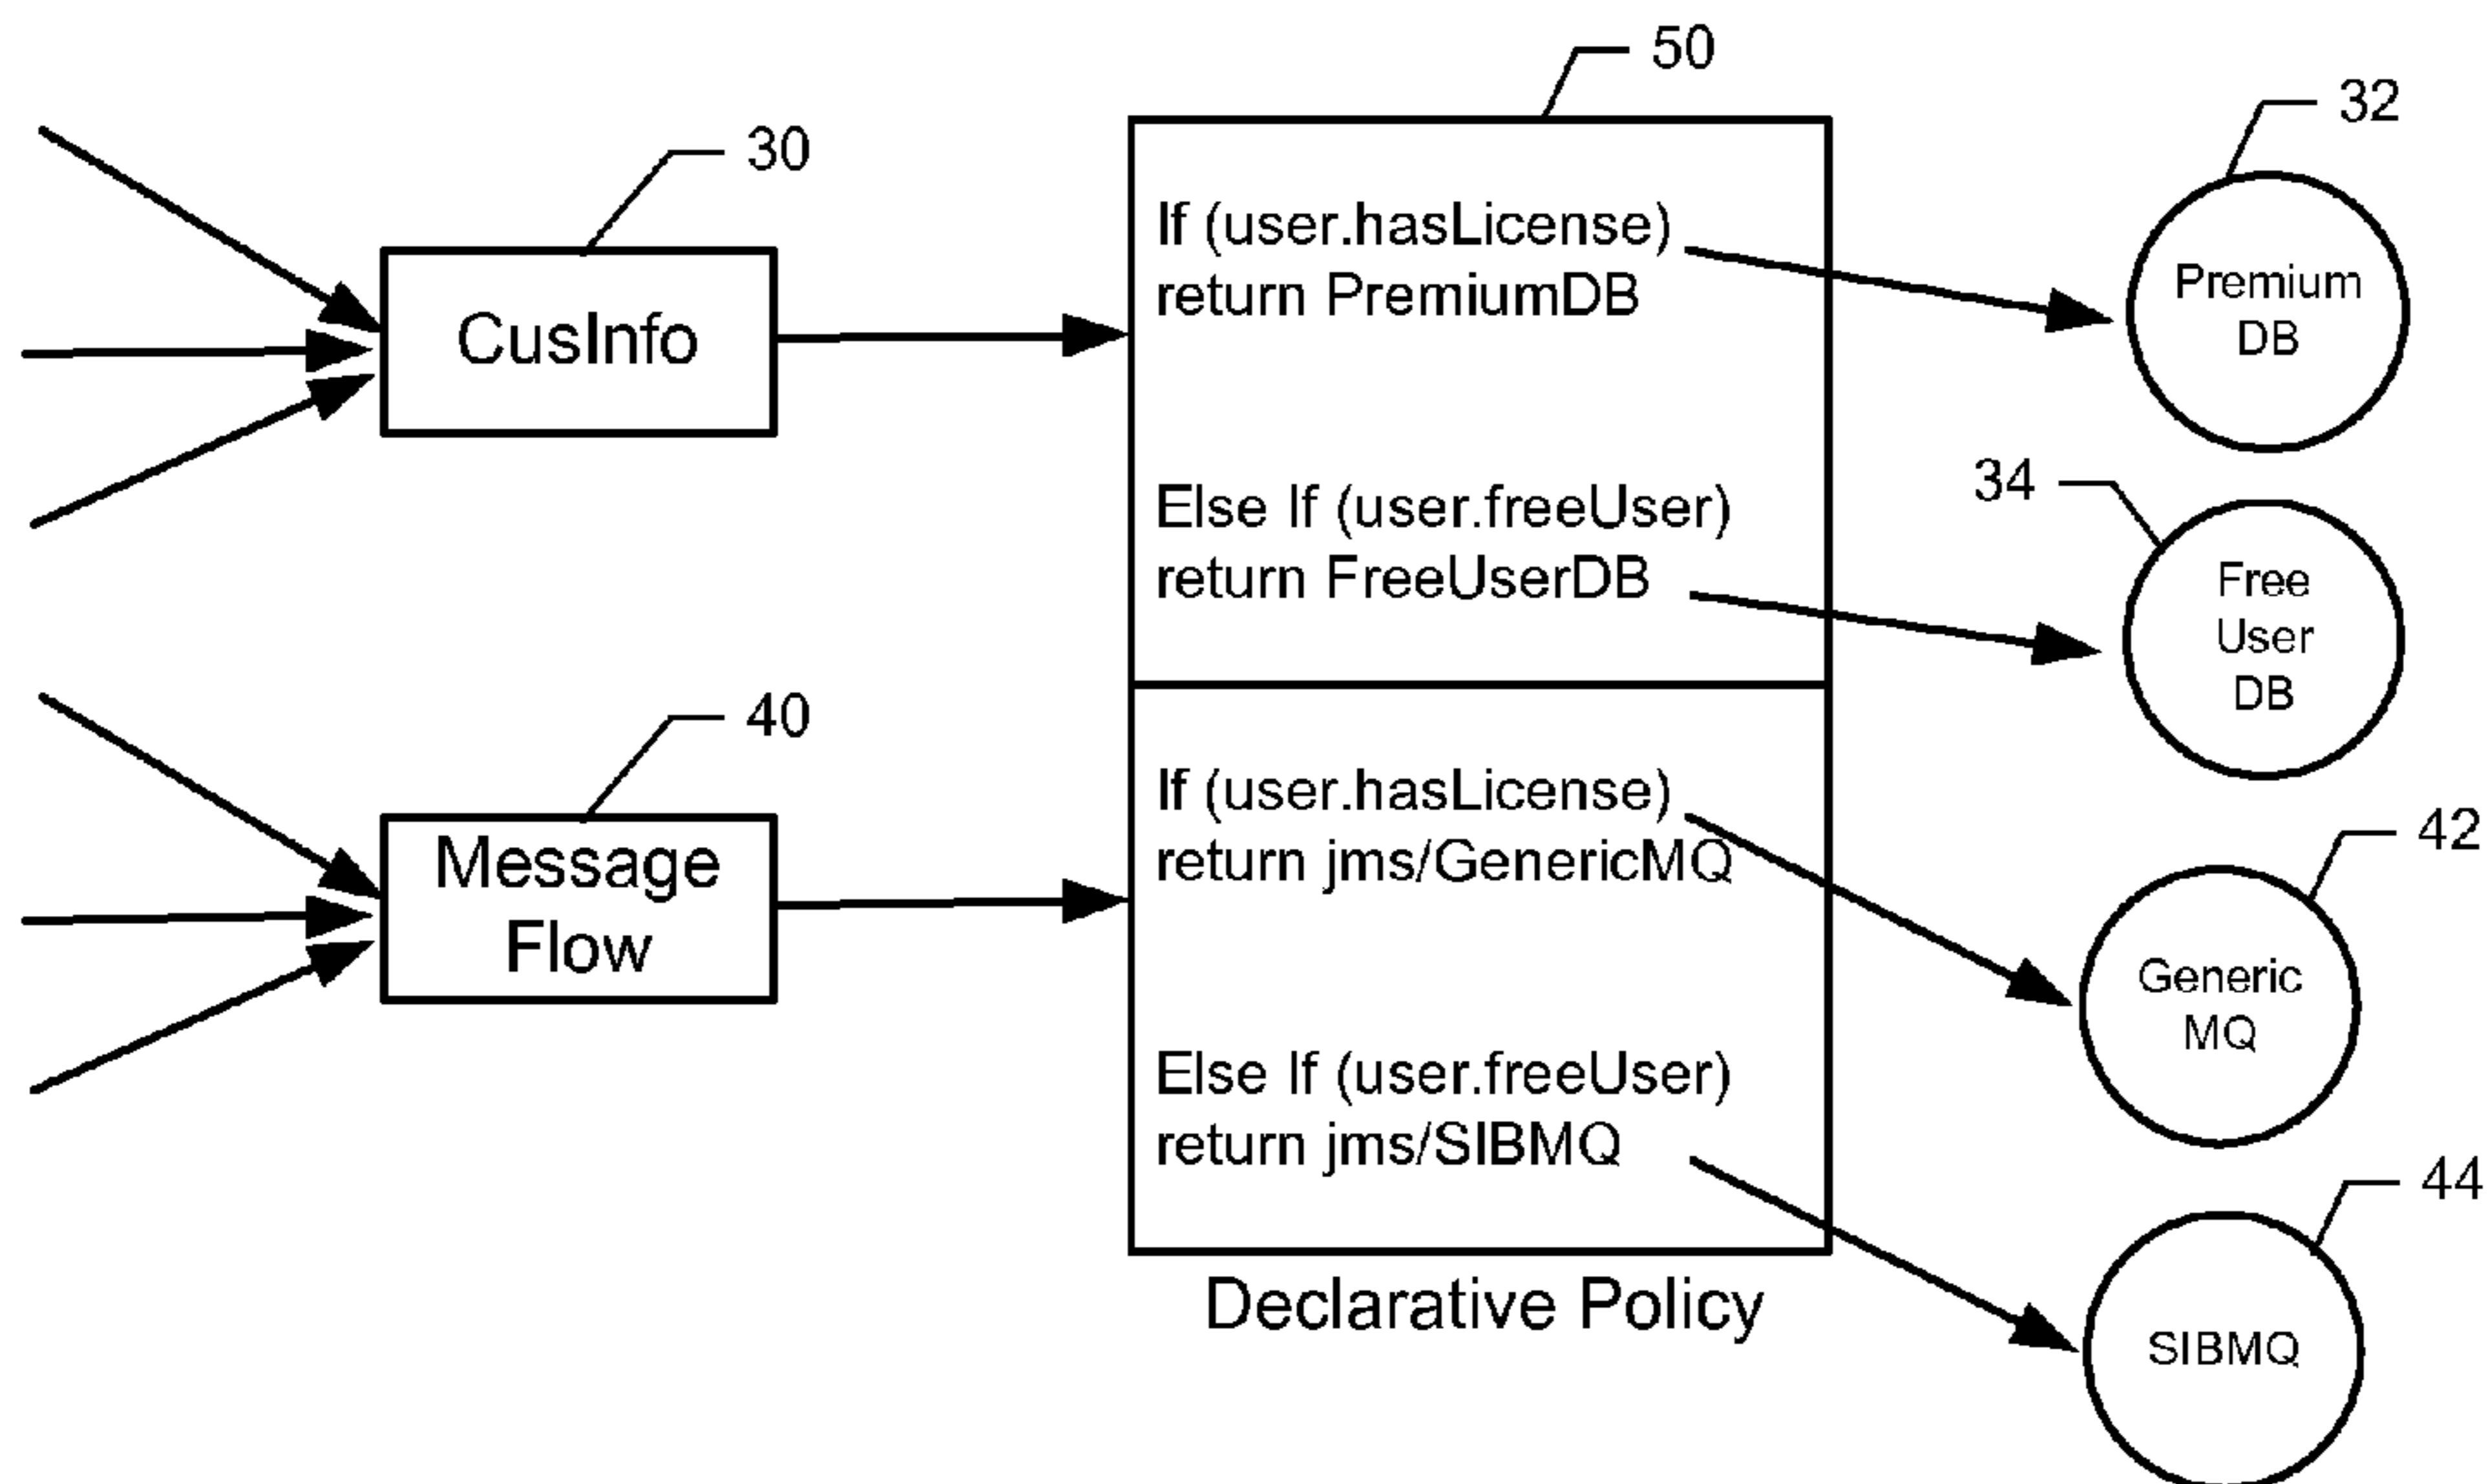 50
32
30
If (user.hasLicense)
return PremiumDB
CusInfo
Premium
DB
34
Else If (user.freeUser)
return FreeUserDB
Free
User
DB
40
If (user.hasLicense)
return jms/GenericMQ
42
Message
Flow
Generic
MQ
Else If (user.freeUser)
return jms/SIBMQ
44
SIBMQ
Declarative Policy